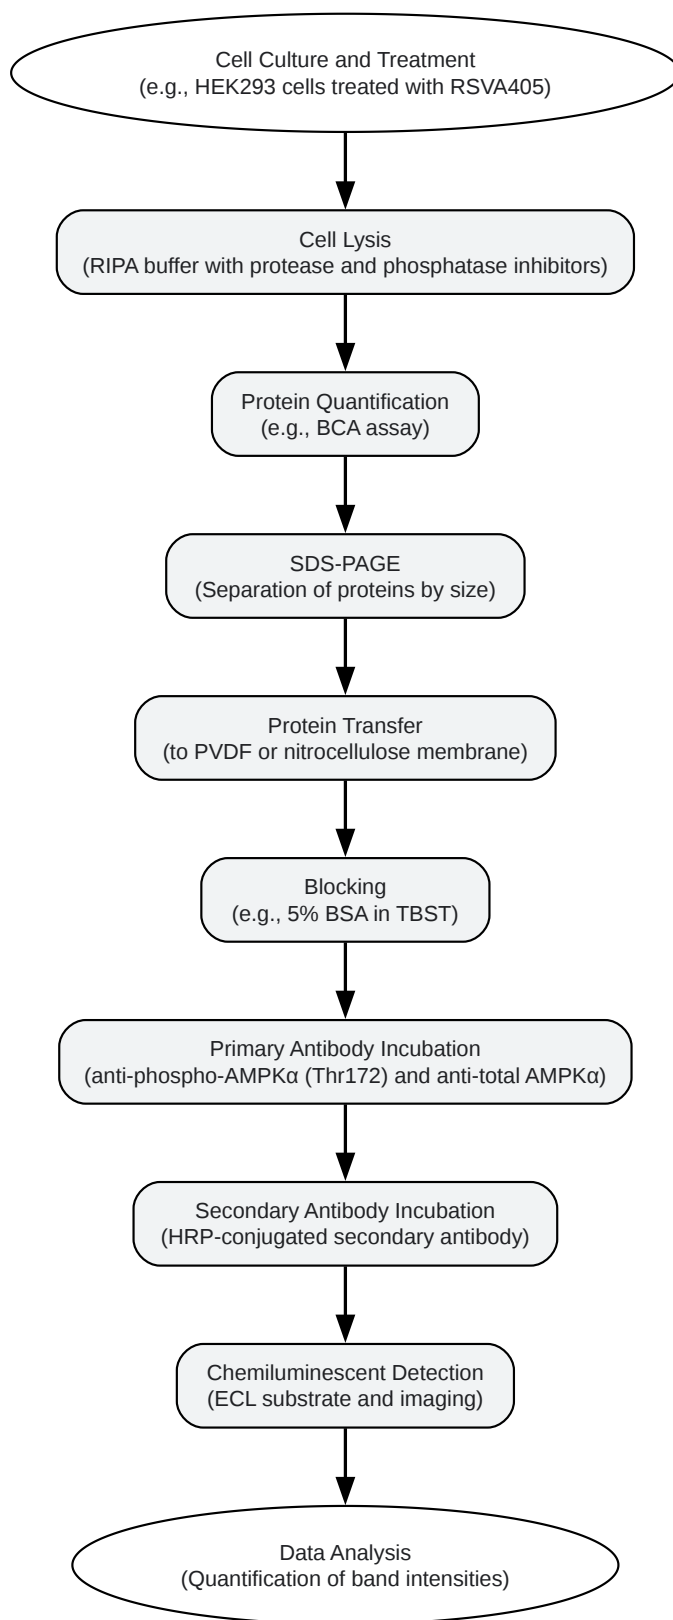 Cell Culture and Treatment
(e.g., HEK293 cells treated with RSVA405)
Cell Lysis
(RIPA buffer with protease and phosphatase inhibitors)
Protein Quantification
(e.g., BCA assay)
SDS-PAGE
(Separation of proteins by size)
Protein Transfer
(to PVDF or nitrocellulose membrane)
Blocking
(e.g., 5% BSA in TBST)
Primary Antibody Incubation
(anti-phospho-AMPKα (Thr172) and anti-total AMPKα)
Secondary Antibody Incubation
(HRP-conjugated secondary antibody)
Chemiluminescent Detection
(ECL substrate and imaging)
Data Analysis
(Quantification of band intensities)